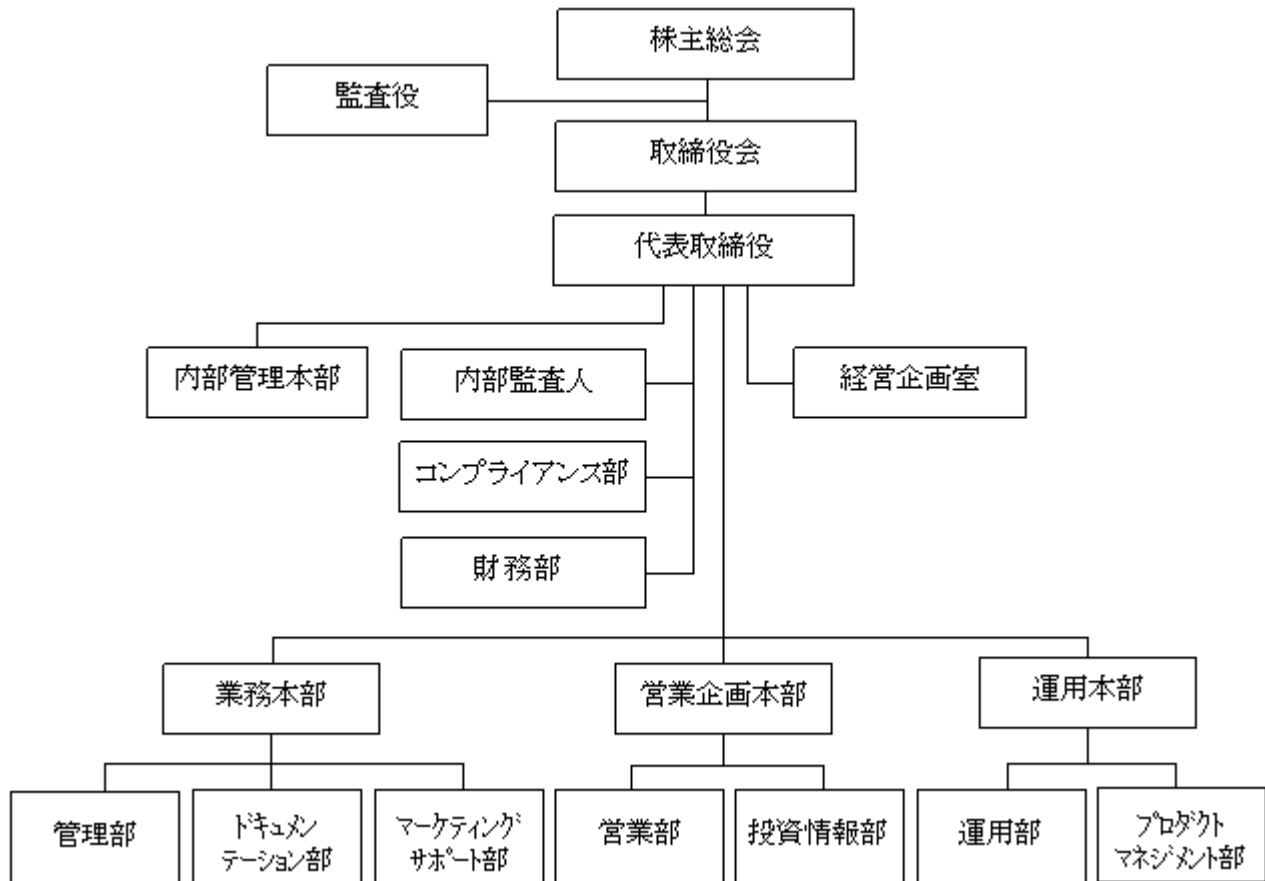 株主総会
監査役
取締役会
代表取締役
内部管理本部
内部監査人
経営企画室
コンプライアンス部
財務部
業務本部
営業企画本部
運用本部
管理部
ドキュメン
テーション部
マーケティング
サポート部
営業部
投資情報部
運用部
プロダクト
マネジメント部